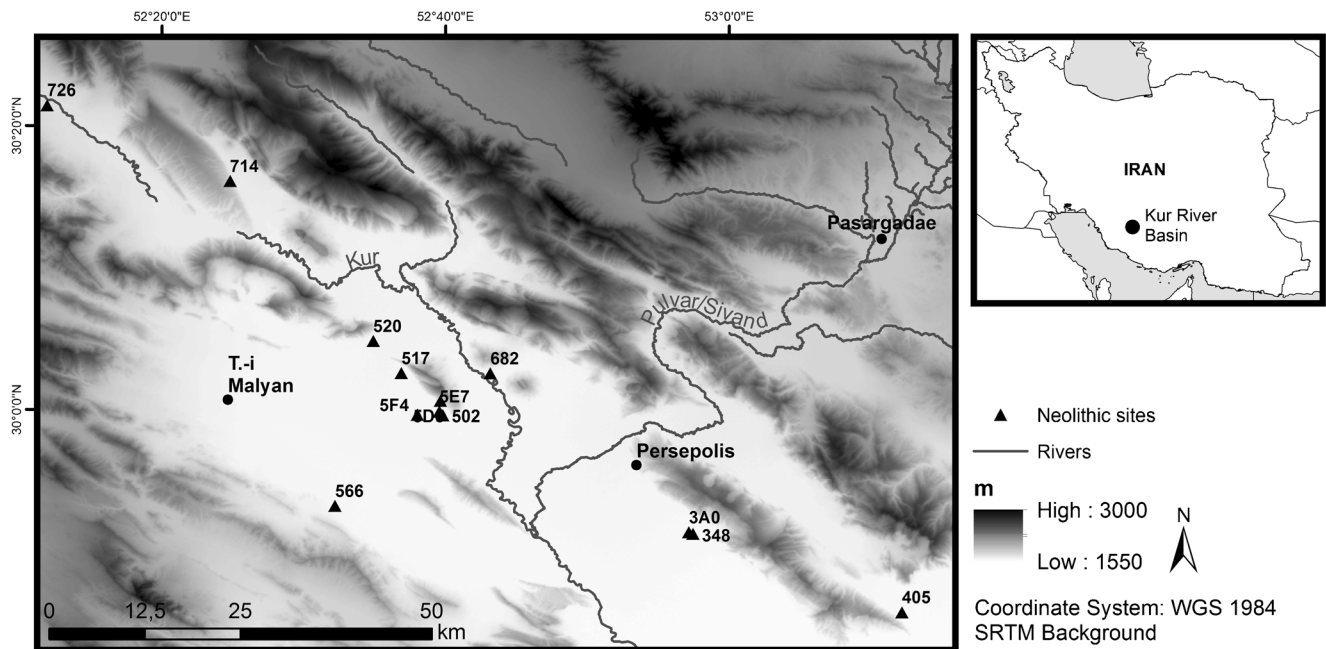 52°20'0"E
52°40'0"E
53°0'0"E
30°20'0"N
30°0'0"N
726
714
Kur
Pasargadae
Pulvar/Sivand
520
517
682
T.-i
Malyan
5E7
5F4
502
Persepolis
566
3A0
348
405
0
12,5
25
50
km
IRAN
Kur River
Basin
Neolithic sites
Rivers
m
High : 3000
Low : 1550
N
Coordinate System: WGS 1984
SRTM Background